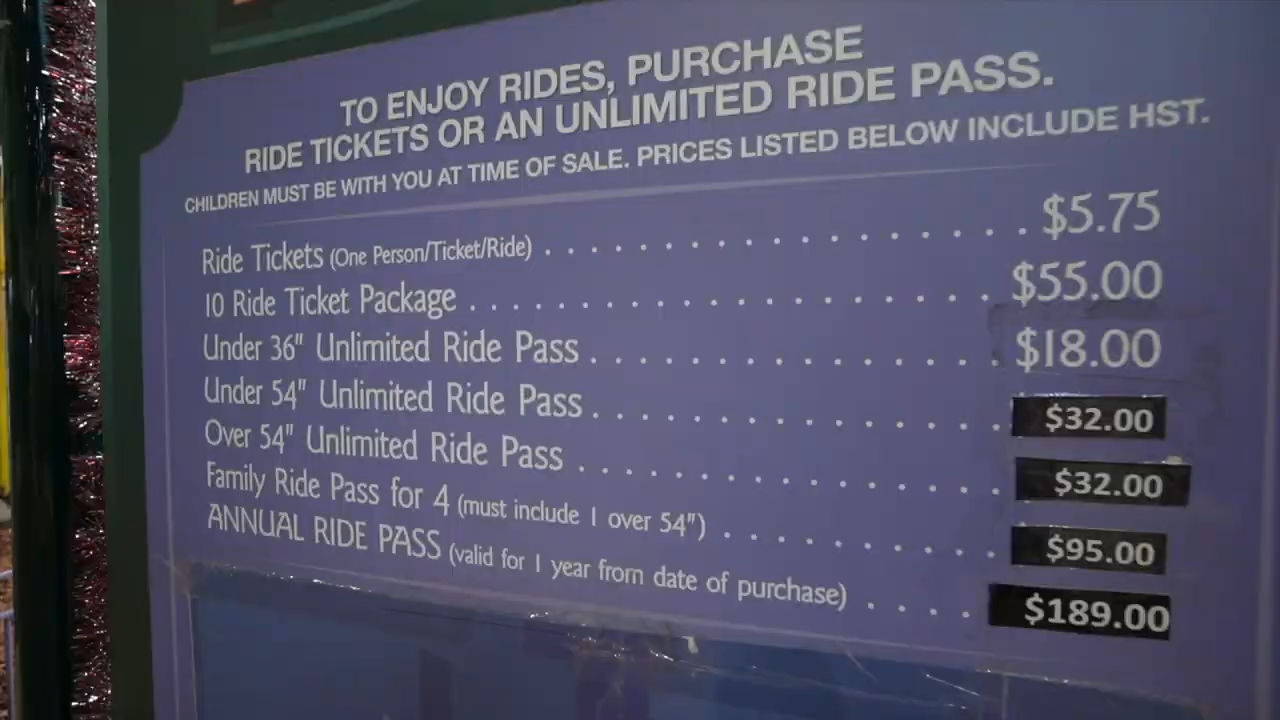 TO ENJOY RIDES, PURCHASE
RIDE TICKETS OR AN UNLIMITED RIDE PASS.
CHILDREN MUST BE WITH YOU AT TIME OF SALE. PRICES LISTED BELOW INCLUDE HST.
Ride Tickets (One Person/Ticket/Ride) . . . . . . . . . . . . . . . . . . . . . $5.75
10 Ride Ticket Package . . . . . . . . . . . . . . . . . . . . . . $55.00
Under 36" Unlimited Ride Pass . . . . . . . . . . . . . . . . . $18.00
Under 54" Unlimited Ride Pass . . . . . . . . . . . . . . . . . $32.00
Over 54" Unlimited Ride Pass . . . . . . . . . . . . . . . . . . $32.00
Family Ride Pass for 4 (must include 1 over 54") . . . . . . . . . . . . $95.00
ANNUAL RIDE PASS (valid for 1 year from date of purchase) . . . . . $189.00